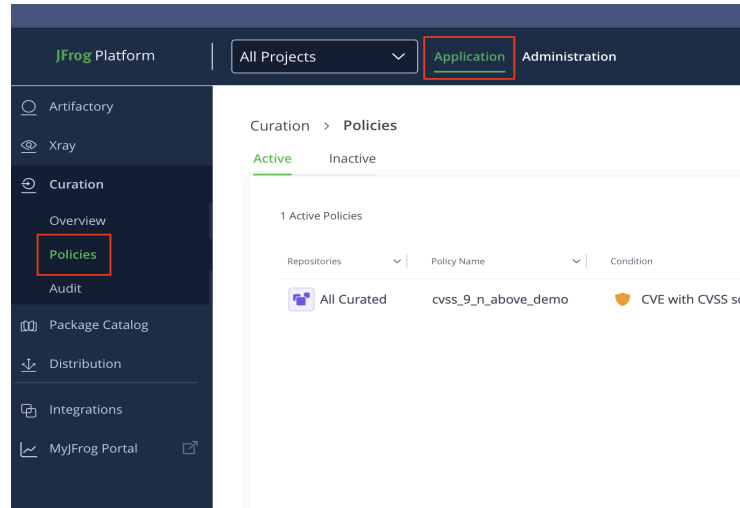 JFrog Platform
All Projects
Application
Administration
Artifactory
Xray
Curation
Overview
Policies
Audit
Package Catalog
Distribution
Integrations
MyJFrog Portal
Curation > Policies
Active
Inactive
1 Active Policies
Repositories
Policy Name
Condition
All Curated
cvss_9_n_above_demo
CVE with CVSS